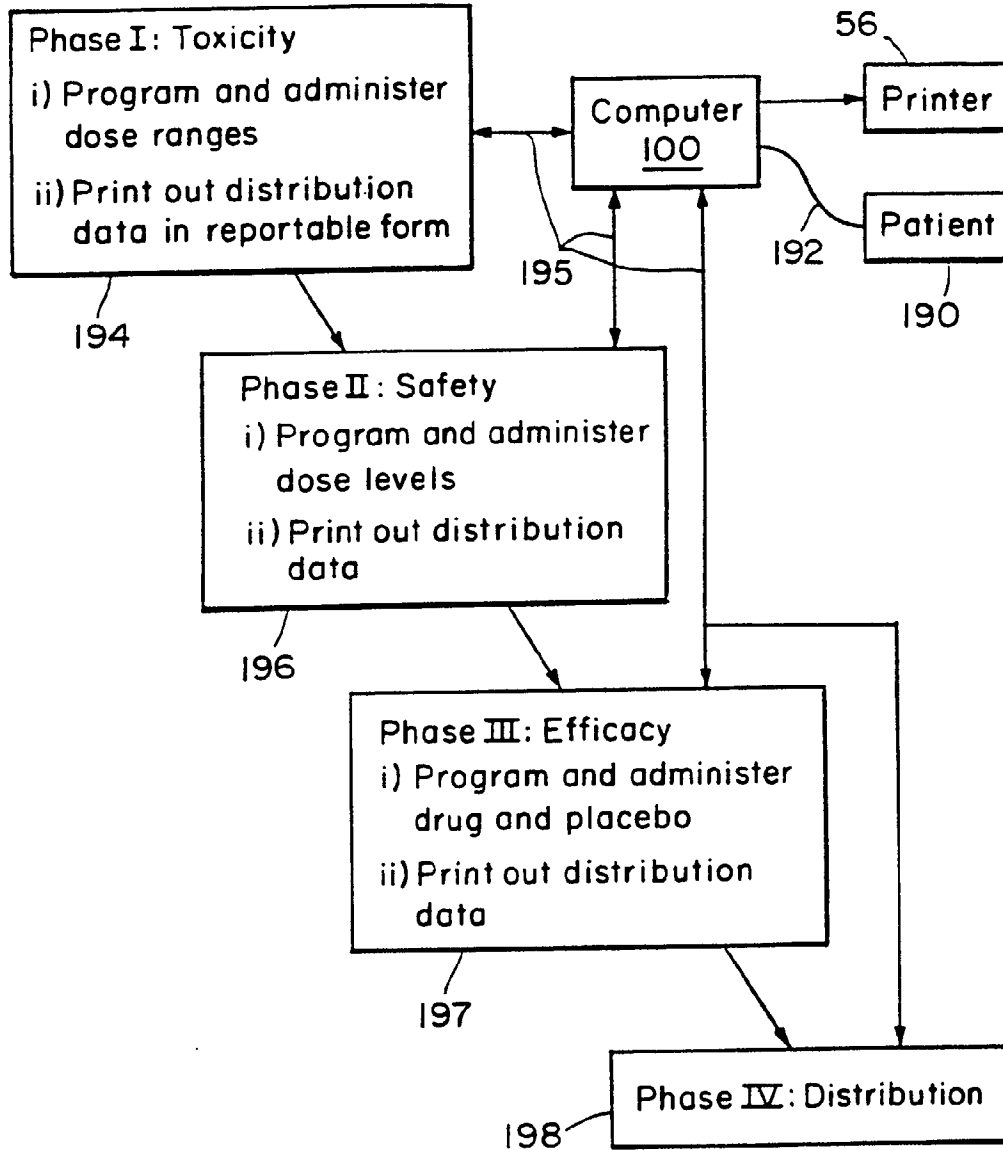 Phase I: Toxicity
i) Program and administer
dose ranges
ii) Print out distribution
data in reportable form
194
Computer
100
56
Printer
192
Patient
190
195
Phase II: Safety
i) Program and administer
dose levels
ii) Print out distribution
data
196
Phase III: Efficacy
i) Program and administer
drug and placebo
ii) Print out distribution
data
197
Phase IV: Distribution
198